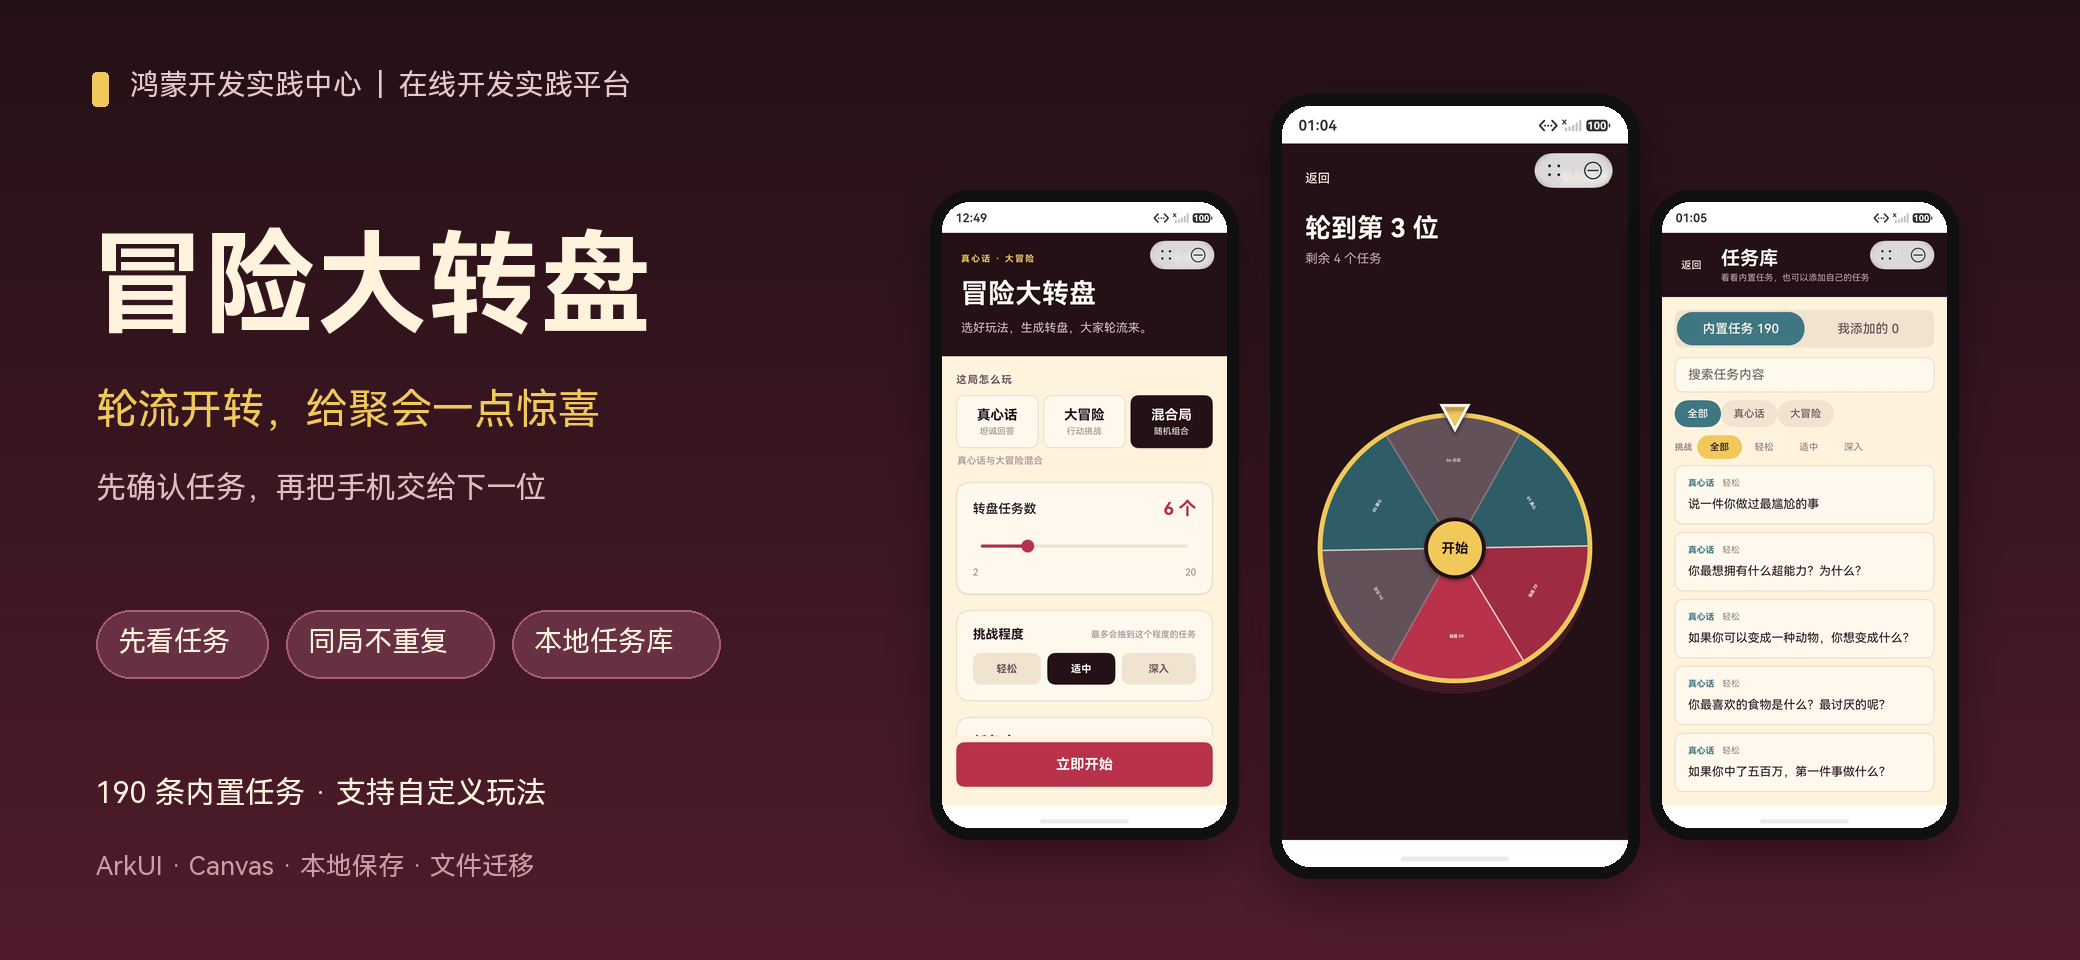 鸿蒙开发实践中心 | 在线开发实践平台
冒险大转盘
轮流开转，给聚会一点惊喜
先确认任务，再把手机交给下一位
先看任务
同局不重复
本地任务库
190 条内置任务 · 支持自定义玩法
ArkUI · Canvas · 本地保存 · 文件迁移
12:49
100
真心话 · 大冒险
冒险大转盘
选好玩法，生成转盘，大家轮流来。
这局怎么玩
真心话
坦诚回答
大冒险
行动挑战
混合局
随机组合
真心话与大冒险混合
转盘任务数
6 个
2
20
挑战程度
最多会抽到这个程度的任务
轻松
适中
深入
立即开始
01:04
100
返回
轮到第 3 位
剩余 4 个任务
开始
01:05
100
返回
任务库
看看内置任务，也可以添加自己的任务
内置任务 190
我添加的 0
搜索任务内容
全部
真心话
大冒险
挑战
全部
轻松
适中
深入
真心话 轻松
说一件你做过最尴尬的事
真心话 轻松
你最想拥有什么超能力？为什么？
真心话 轻松
如果你可以变成一种动物，你想变成什么？
真心话 轻松
你最喜欢的食物是什么？最讨厌的呢？
真心话 轻松
如果你中了五百万，第一件事做什么？